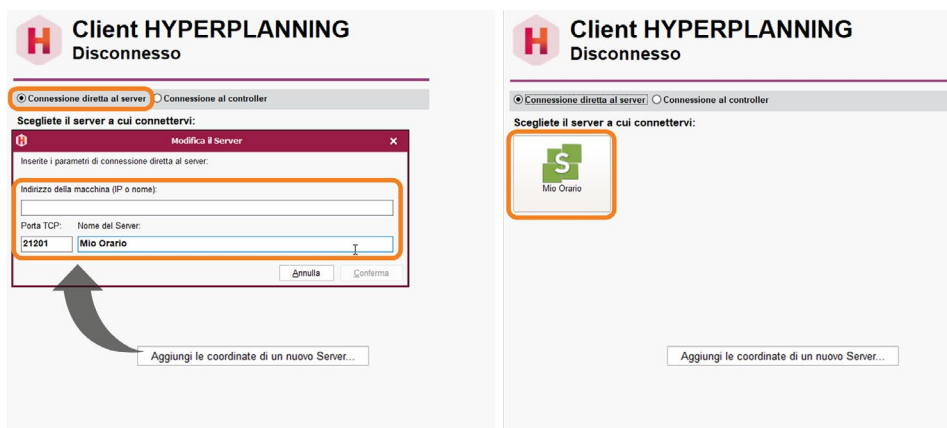 Client HYPERPLANNING
Disconnesso
Connessione diretta al server Connessione al controller
Scegliete il server a cui connettervi:
Modifica il Server
Inserite i parametri di connessione diretta al server:
Indirizzo della macchina (IP o nome):
Porta TCP: Nome del Server:
21201 Mio Orario
Annulla Conferma
Aggiungi le coordinate di un nuovo Server...
Client HYPERPLANNING
Disconnesso
Connessione diretta al server Connessione al controller
Scegliete il server a cui connettervi:
S
Mio Orario
Aggiungi le coordinate di un nuovo Server...